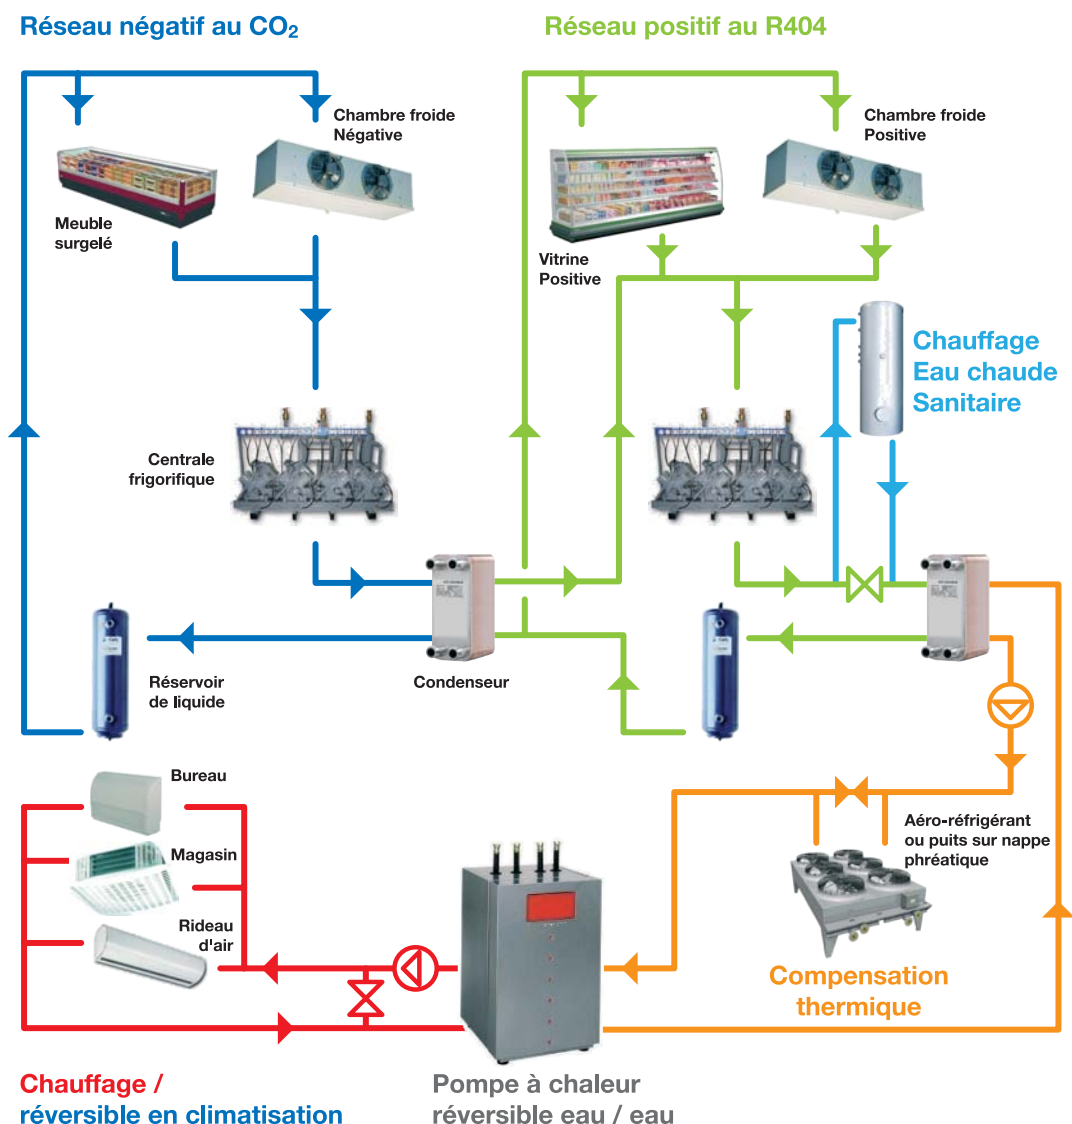 Réseau négatif au CO₂
Réseau positif au R404
Chambre froide
Négative
Chambre froide
Positive
Meuble
surgelé
Vitrine
Positive
Chauffage
Eau chaude
Sanitaire
Centrale
frigorifique
Réservoir
de liquide
Condenseur
Bureau
Magasin
Rideau
d'air
Aéro-réfrigérant
ou puits sur nappe
phréatique
Compensation
thermique
Chauffage /
réversible en climatisation
Pompe à chaleur
réversible eau / eau